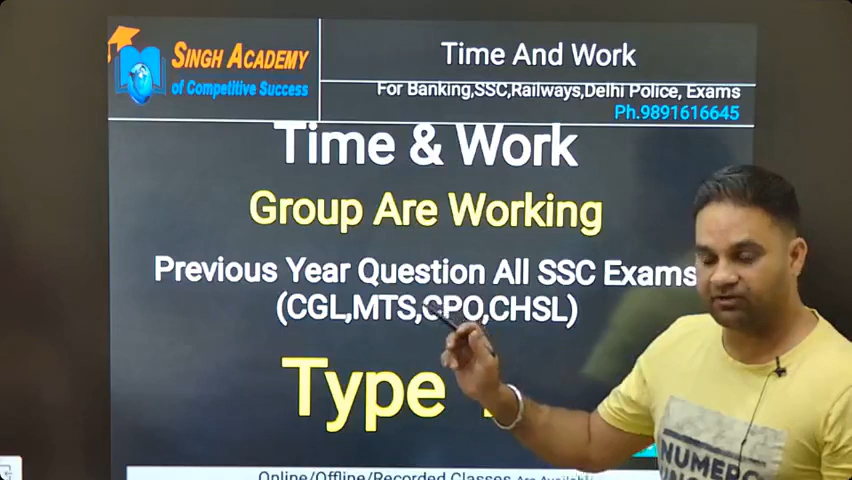 SINGH ACADEMY
of Competitive Success
Time And Work
For Banking,SSC,Railways,Delhi Police, Exams
Ph.9891616645
Time & Work
Group Are Working
Previous Year Question All SSC Exams
(CGL,MTS,CPO,CHSL)
Type
Online/Offline/Recorded Classes Are
NUMERO